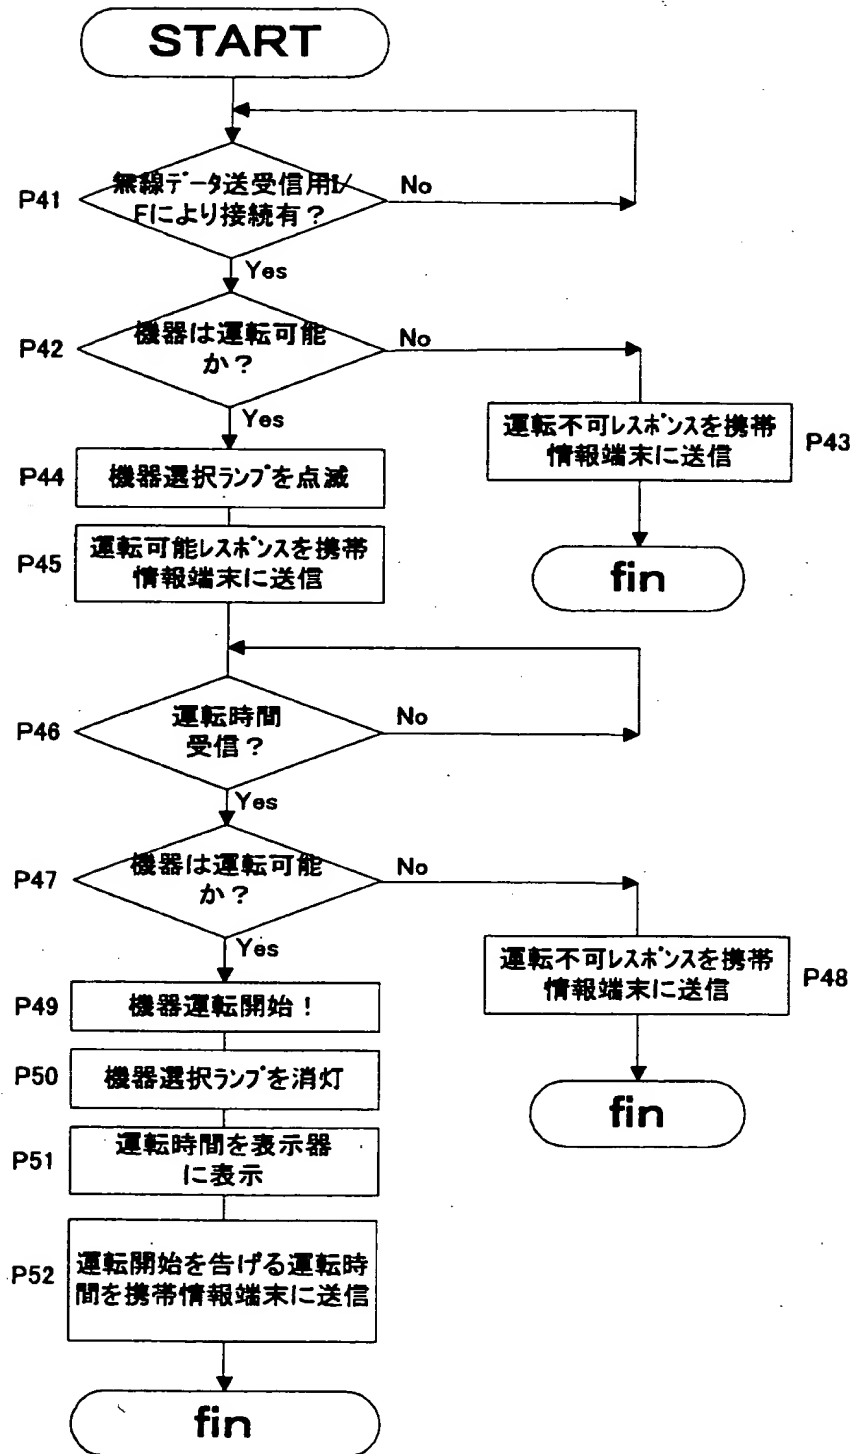 START
P41
無線データ送受信用I/
Fにより接続有?
No
Yes
P42
機器は運転可能
か?
No
Yes
運転不可レスポンスを携帯
情報端末に送信
P43
fin
P44
機器選択ランプを点滅
P45
運転可能レスポンスを携帯
情報端末に送信
P46
運転時間
受信?
No
Yes
P47
機器は運転可能
か?
No
Yes
運転不可レスポンスを携帯
情報端末に送信
P48
fin
P49
機器運転開始!
P50
機器選択ランプを消灯
P51
運転時間を表示器
に表示
P52
運転開始を告げる運転時
間を携帯情報端末に送信
fin